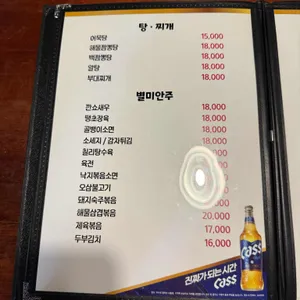 탕 · 찌개
어묵탕 15,000
해물짬뽕탕 18,000
백짬뽕탕 18,000
알탕 18,000
부대찌개 18,000
별미안주
깐쇼새우 18,000
땅초장육 18,000
골뱅이소면 18,000
소세지 / 감자튀김 18,000
칠리탕수육 18,000
육전 18,000
낙지볶음소면 18,000
오삼불고기 18,000
돼지숙주볶음 18,000
해물삼겹볶음 20,000
제육볶음 17,000
두부김치 16,000
진짜가 되는 시간
Cass
Cass